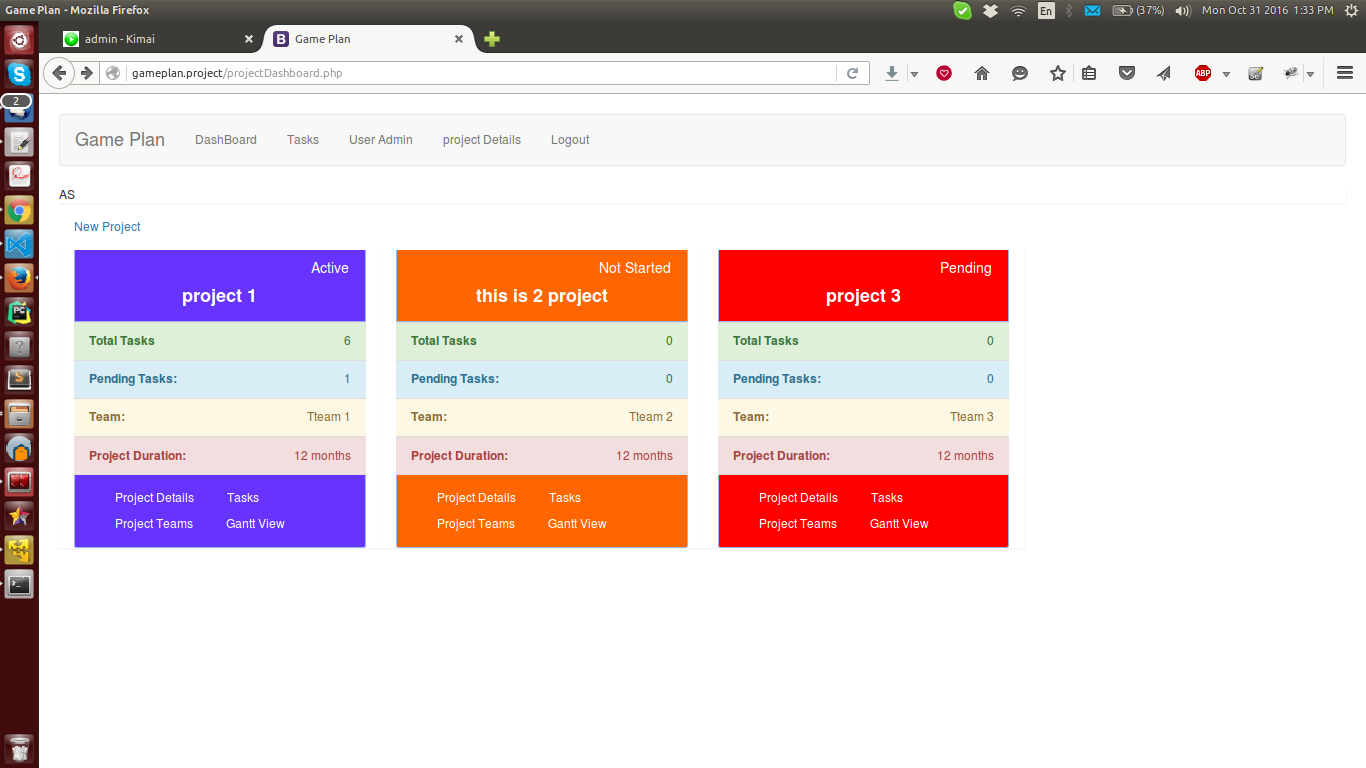 Game Plan - Mozilla Firefox
En
(37%)
Mon Oct 31 2016 1:33 PM
admin - Kimai
B
Game Plan
2
gameplan.project/projectDashboard.php
ABP
Game Plan
DashBoard
Tasks
User Admin
project Details
Logout
AS
New Project
Active
project 1
Total Tasks 6
Pending Tasks: 1
Team: Tteam 1
Project Duration: 12 months
Project Details Tasks
Project Teams Gantt View
Not Started
this is 2 project
Total Tasks 0
Pending Tasks: 0
Team: Tteam 2
Project Duration: 12 months
Project Details Tasks
Project Teams Gantt View
Pending
project 3
Total Tasks 0
Pending Tasks: 0
Team: Tteam 3
Project Duration: 12 months
Project Details Tasks
Project Teams Gantt View